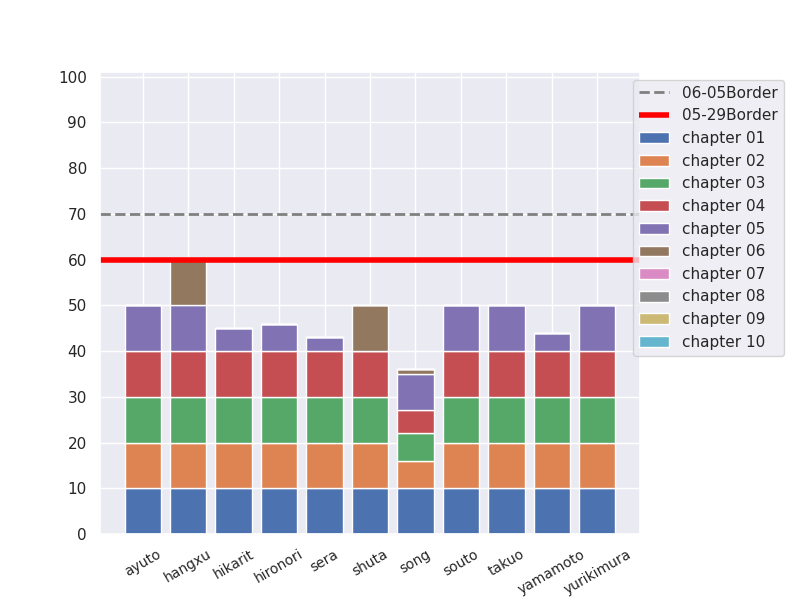 100
90
80
70
60
50
40
30
20
10
0
ayuto
hangxu
hikarit
hironori
sera
shuta
song
souto
takuo
yamamoto
yurikimura
06-05Border
05-29Border
chapter 01
chapter 02
chapter 03
chapter 04
chapter 05
chapter 06
chapter 07
chapter 08
chapter 09
chapter 10